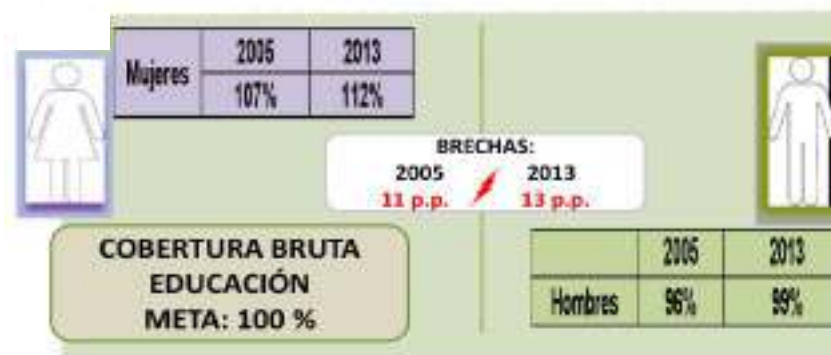 Mujeres 2005 2013
107% 112%
BRECHAS:
2005 2013
11 p.p. 13 p.p.
COBERTURA BRUTA
EDUCACIÓN
META: 100 %
2005 2013
Hombres 96% 99%